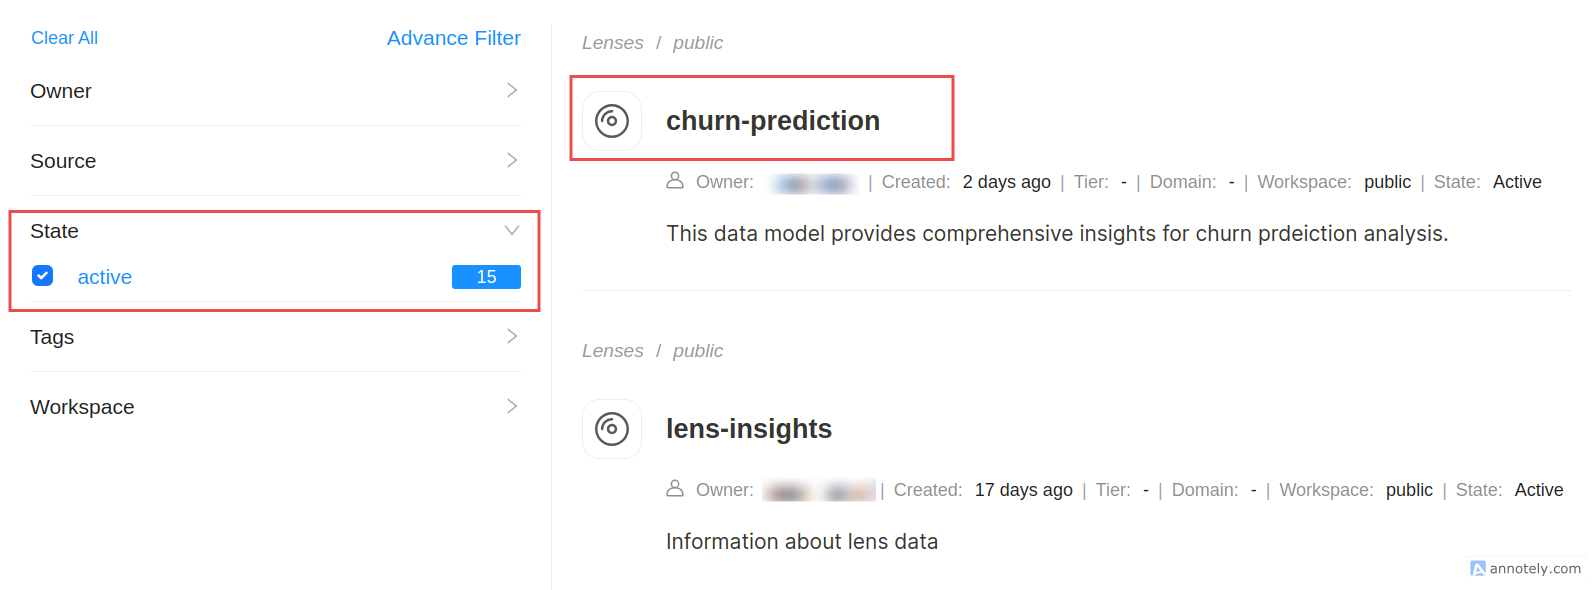 Clear All
Advance Filter
Owner
Source
State
active
15
Tags
Workspace
Lenses / public
churn-prediction
Owner: | Created: 2 days ago | Tier: - | Domain: - | Workspace: public | State: Active
This data model provides comprehensive insights for churn prdeiction analysis.
Lenses / public
lens-insights
Owner: | Created: 17 days ago | Tier: - | Domain: - | Workspace: public | State: Active
Information about lens data
annotely.com